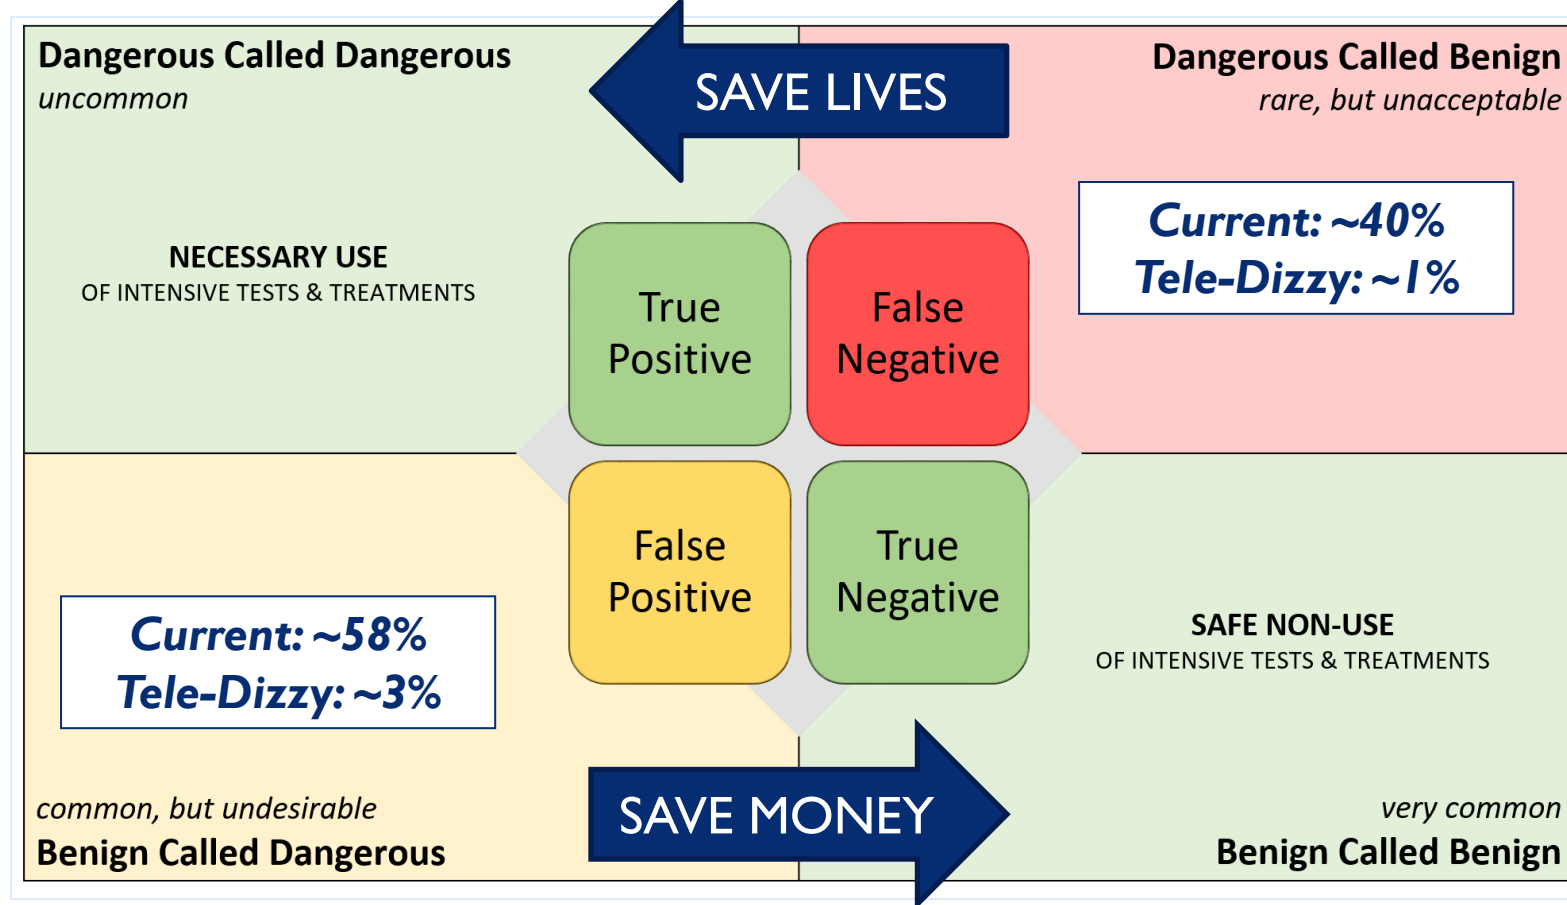 Dangerous Called Dangerous
uncommon
SAVE LIVES
Dangerous Called Benign
rare, but unacceptable
NECESSARY USE
OF INTENSIVE TESTS & TREATMENTS
Current: ~40%
Tele-Dizzy: ~1%
True
Positive
False
Negative
False
Positive
True
Negative
Current: ~58%
Tele-Dizzy: ~3%
SAFE NON-USE
OF INTENSIVE TESTS & TREATMENTS
common, but undesirable
Benign Called Dangerous
SAVE MONEY
very common
Benign Called Benign